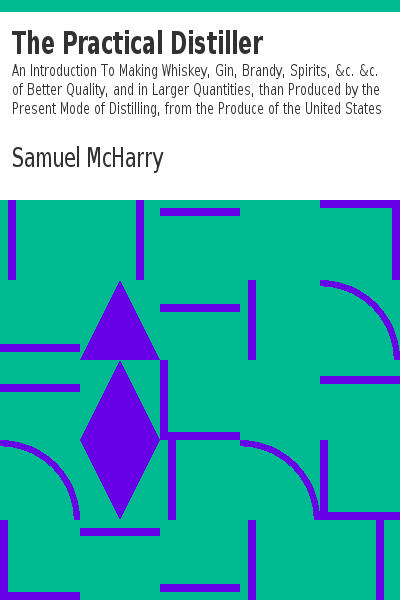 The Practical Distiller
An Introduction To Making Whiskey, Gin, Brandy, Spirits, &c. &c.
of Better Quality, and in Larger Quantities, than Produced by the
Present Mode of Distilling, from the Produce of the United States
Samuel McHarry